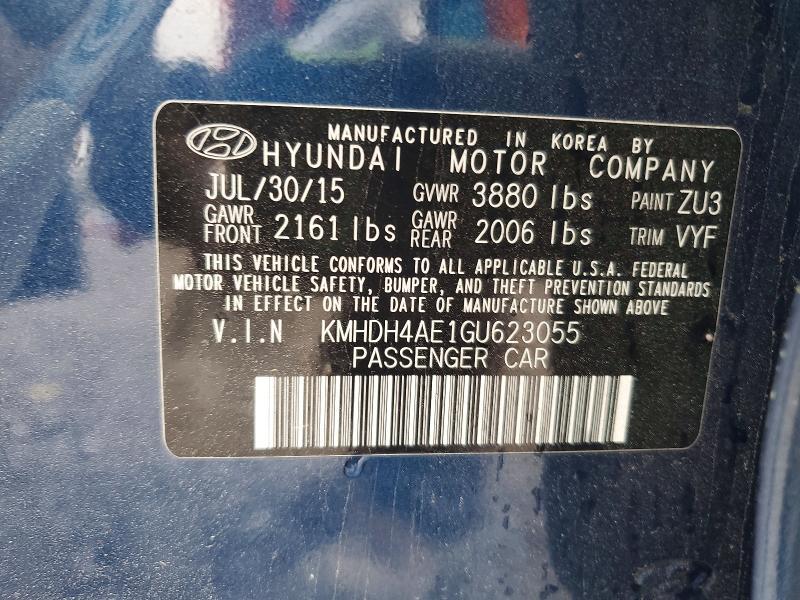 MANUFACTURED IN KOREA BY
HYUNDAI MOTOR COMPANY
JUL/30/15 GVWR 3880 lbs PAINT ZU3
GAWR FRONT 2161 lbs GAWR REAR 2006 lbs TRIM VYF
THIS VEHICLE CONFORMS TO ALL APPLICABLE U.S.A. FEDERAL
MOTOR VEHICLE SAFETY, BUMPER, AND THEFT PREVENTION STANDARDS
IN EFFECT ON THE DATE OF MANUFACTURE SHOWN ABOVE
V.I.N KMHDH4AE1GU623055
PASSENGER CAR